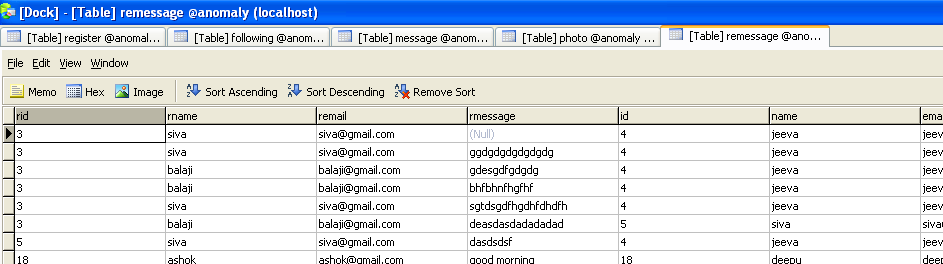 [Dock] - [Table] remessage @anomaly (localhost)
[Table] register @anomal... [Table] following @anom... [Table] message @anom... [Table] photo @anomaly ... [Table] remessage @ano...
File Edit View Window
Memo Hex Image Sort Ascending Sort Descending Remove Sort
rid rname remail rmessage id name ema
3 siva siva@gmail.com (Null) 4 jeeva jeev
3 siva siva@gmail.com ggdgdgdgdgdgdg 4 jeeva jeev
3 balaji balaji@gmail.com gdesgdfgdgdg 4 jeeva jeev
3 balaji balaji@gmail.com bhfbhnfhgfhf 4 jeeva jeev
3 siva siva@gmail.com sgtdsgdfhgdhfdhdfh 4 jeeva jeev
3 balaji balaji@gmail.com deasdasdadadadad 5 siva siva
5 siva siva@gmail.com dasdsdsf 4 jeeva jeev
18 ashok ashok@gmail.com good morning 18 deepu deep